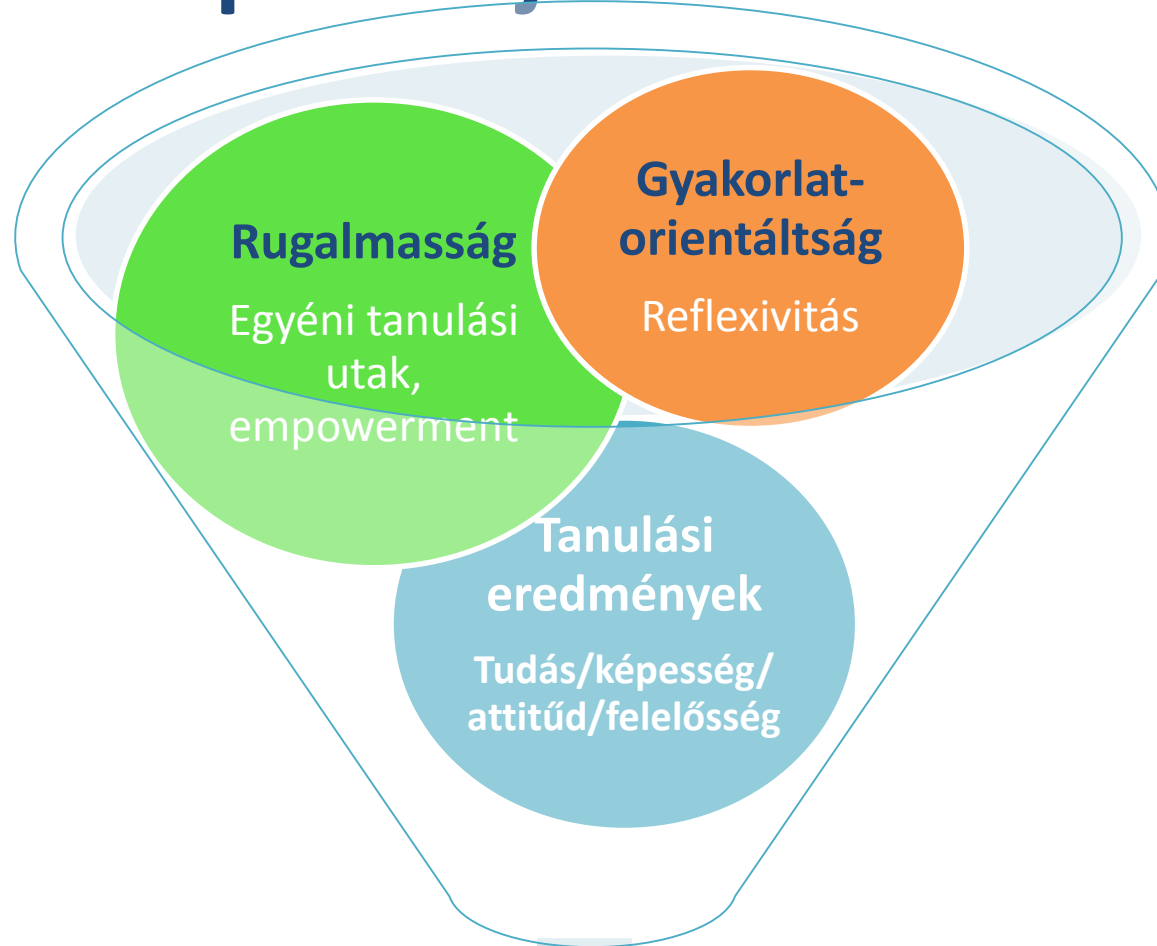 Rugalmasság
Egyéni tanulási
utak,
empowerment
Gyakorlat-
orientáltság
Reflexivitás
Tanulási
eredmények
Tudás/képesség/
attitűd/felelősség